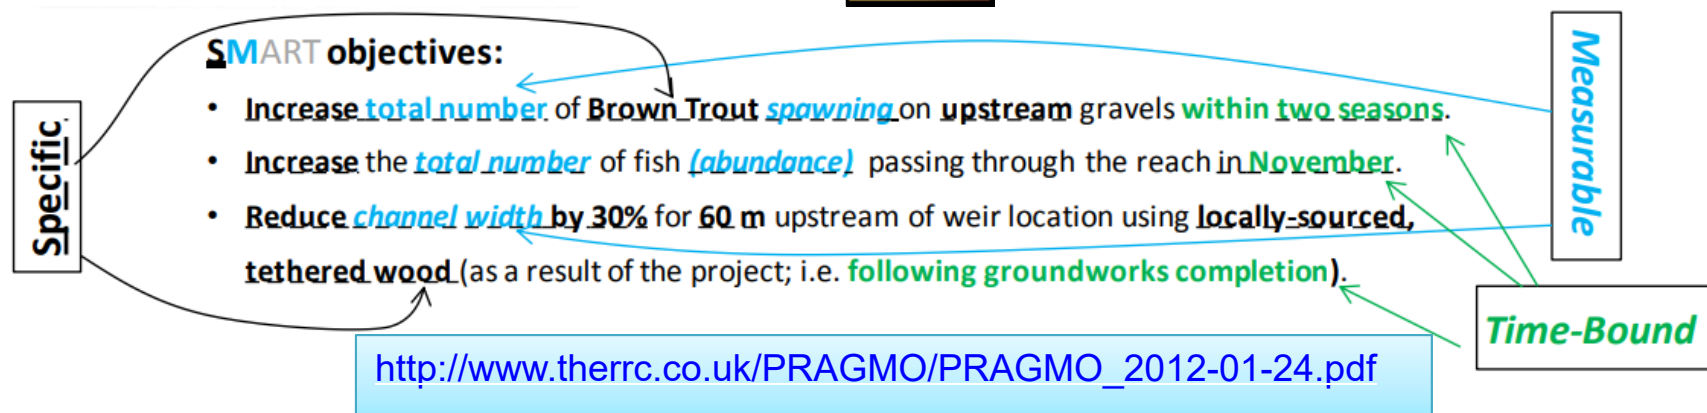 SMART objectives:
• Increase total number of Brown Trout spawning on upstream gravels within two seasons.
• Increase the total number of fish (abundance) passing through the reach in November.
• Reduce channel width by 30% for 60 m upstream of weir location using locally-sourced,
tethered wood (as a result of the project; i.e. following groundworks completion).
Specific
Measurable
Time-Bound
http://www.therrc.co.uk/PRAGMO/PRAGMO_2012-01-24.pdf